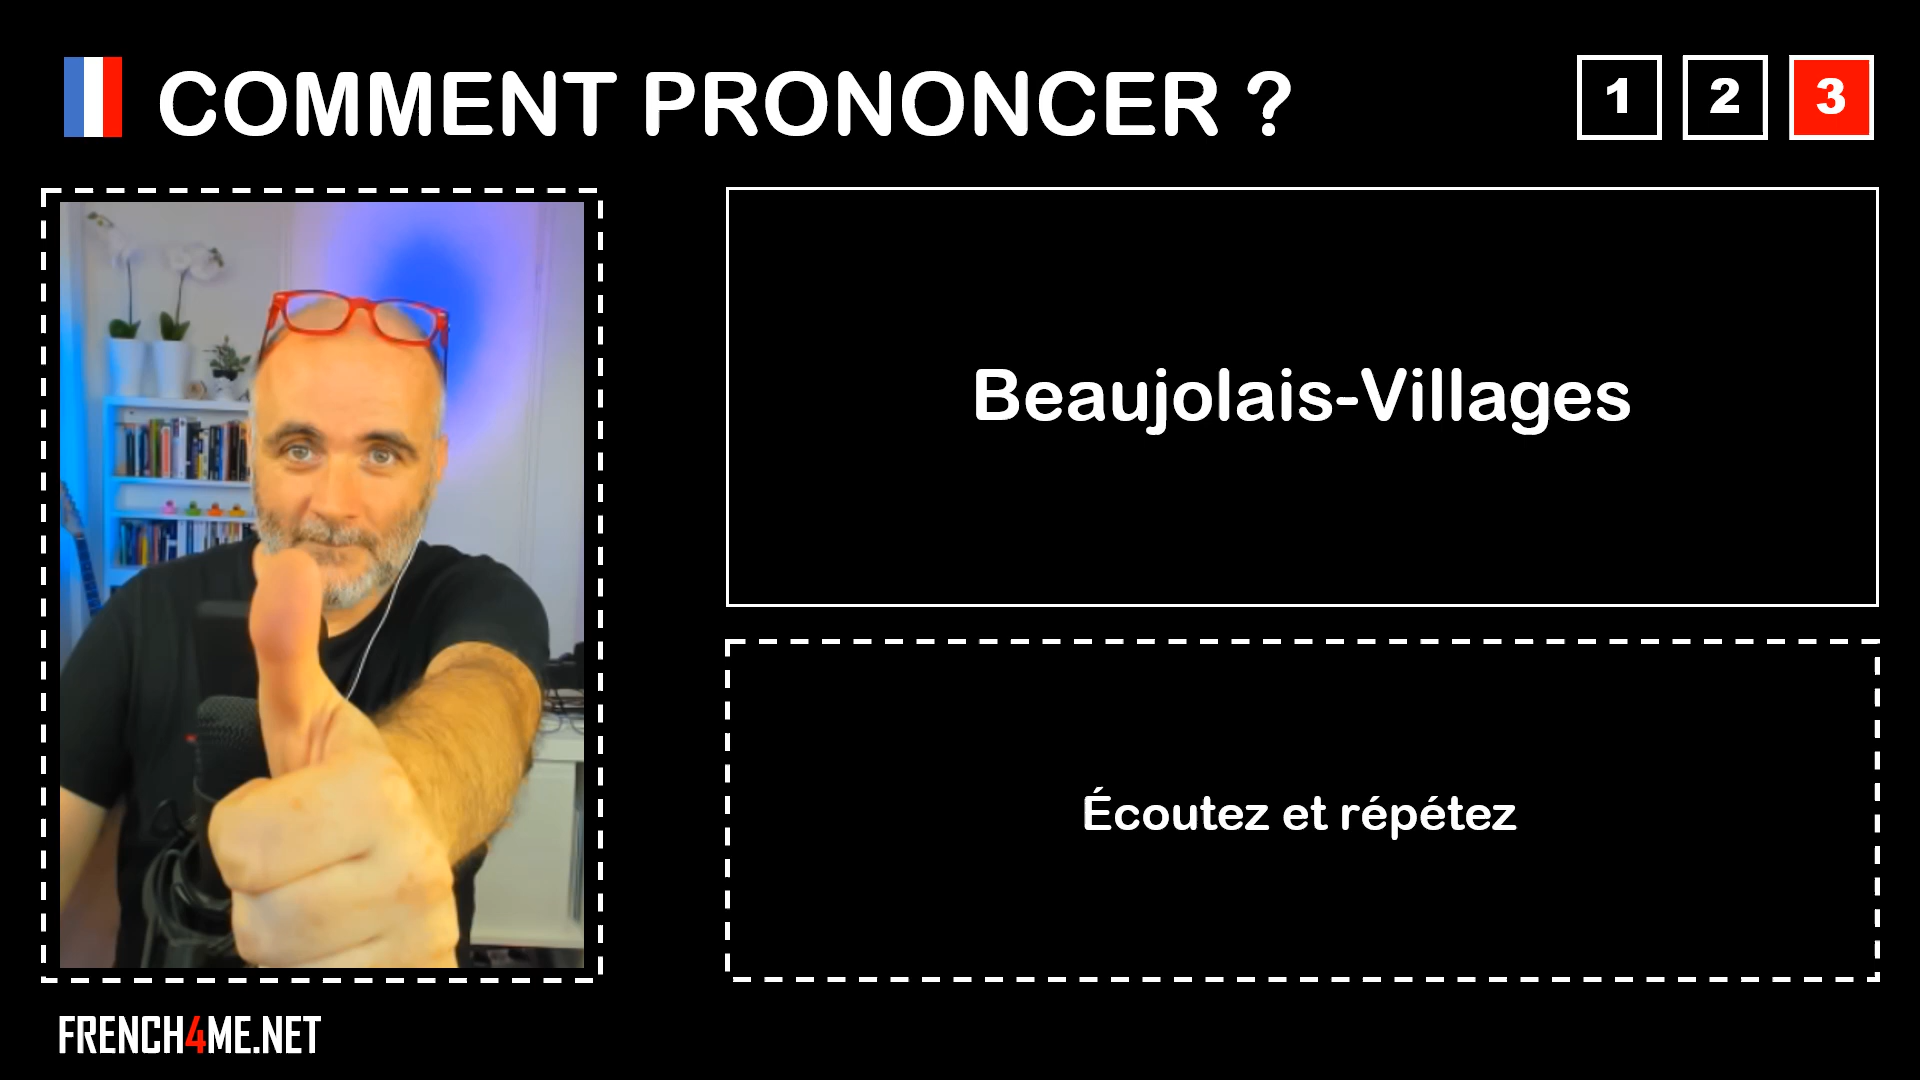 COMMENT PRONONCER ?
1 2 3
Beaujolais-Villages
Écoutez et répétez
FRENCH4ME.NET